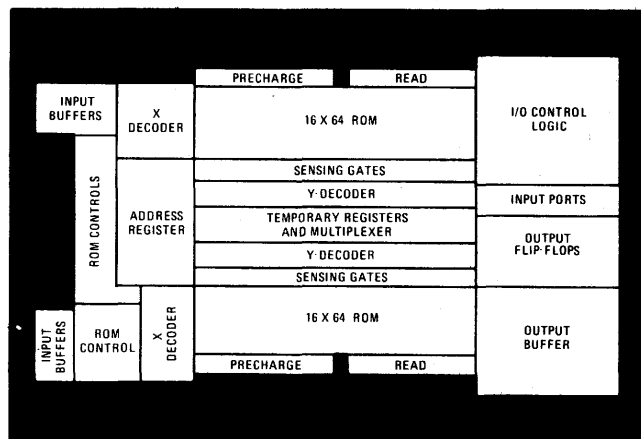 PRECHARGE
READ
INPUT
BUFFERS
X
DECODER
16 X 64 ROM
I/O CONTROL
LOGIC
SENSING GATES
Y-DECODER
INPUT PORTS
ROM CONTROLS
ADDRESS
REGISTER
TEMPORARY REGISTERS
AND MULTIPLEXER
OUTPUT
FLIP-FLOPS
Y-DECODER
SENSING GATES
INPUT
BUFFERS
ROM
CONTROL
X
DECODER
16 X 64 ROM
OUTPUT
BUFFER
PRECHARGE
READ